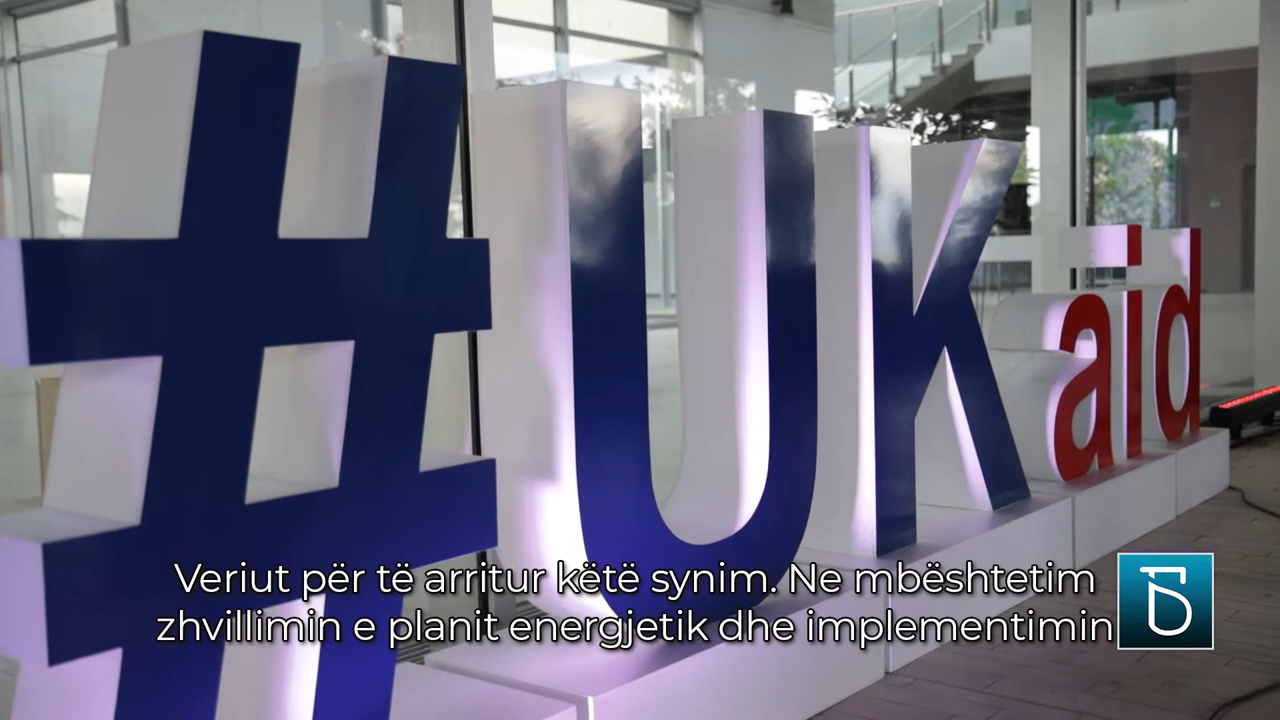 #UKaid
Veriut për të arritur këtë synim. Ne mbështetim
zhvillimin e planit energjetik dhe implementimin